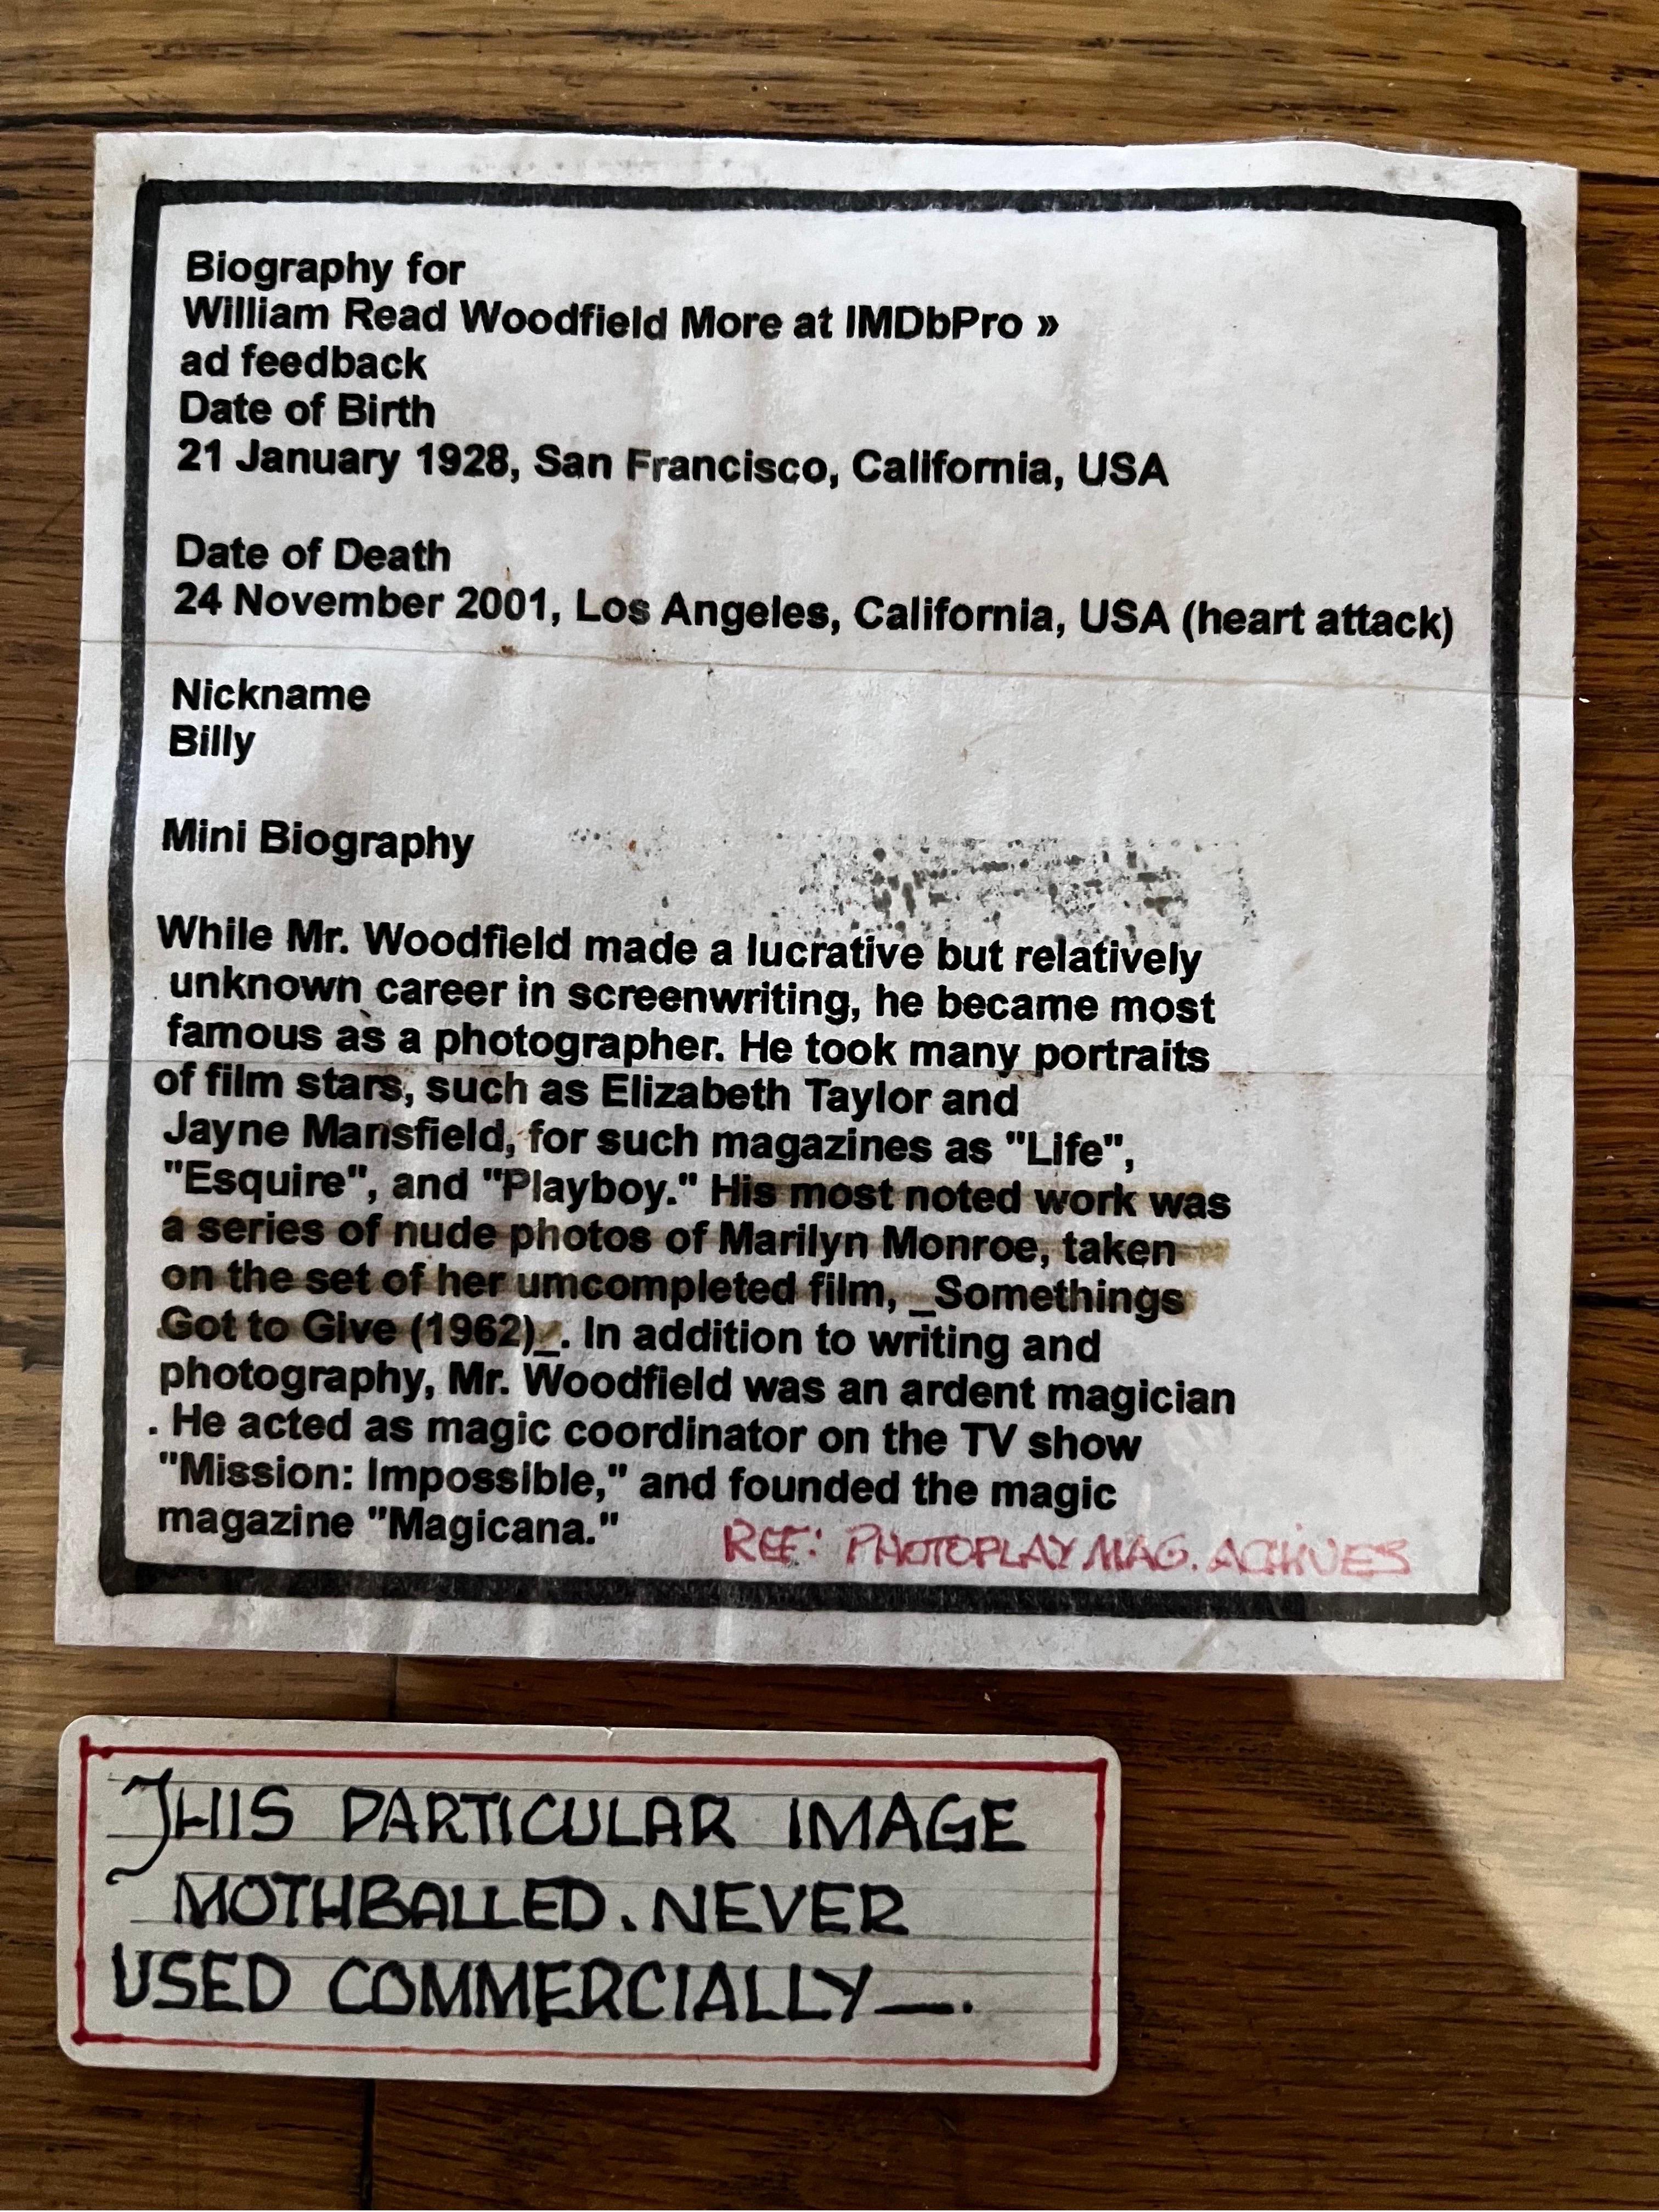 Biography for
William Read Woodfield More at IMDbPro »
ad feedback
Date of Birth
21 January 1928, San Francisco, California, USA
Date of Death
24 November 2001, Los Angeles, California, USA (heart attack)
Nickname
Billy
Mini Biography
While Mr. Woodfield made a lucrative but relatively
unknown career in screenwriting, he became most
famous as a photographer. He took many portraits
of film stars, such as Elizabeth Taylor and
Jayne Mansfield, for such magazines as "Life",
"Esquire", and "Playboy." His most noted work was
a series of nude photos of Marilyn Monroe, taken
on the set of her umcompleted film, _Somethings
Got to Give (1962)_. In addition to writing and
photography, Mr. Woodfield was an ardent magician
. He acted as magic coordinator on the TV show
"Mission: Impossible," and founded the magic
magazine "Magicana."
REF: PHOTOPLAY MAG. ACHIVES
THIS PARTICULAR IMAGE
MOTHBALLED. NEVER
USED COMMERCIALLY—.